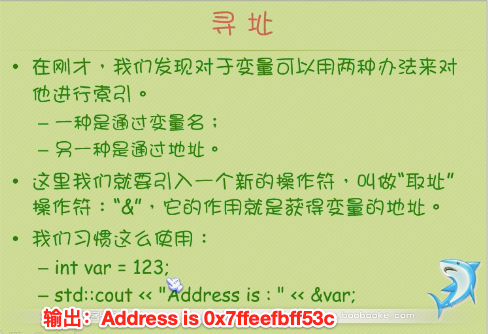 寻址
• 在刚才，我们发现对于变量可以用两种办法来对
他进行索引。
– 一种是通过变量名；
– 另一种是通过地址。
• 这里我们就要引入一个新的操作符，叫做“取址”
操作符：“&”，它的作用就是获得变量的地址。
• 我们习惯这么使用：
– int var = 123;
– std::cout << "Address is : " << &var;
输出：Address is 0x7ffeefbff53c